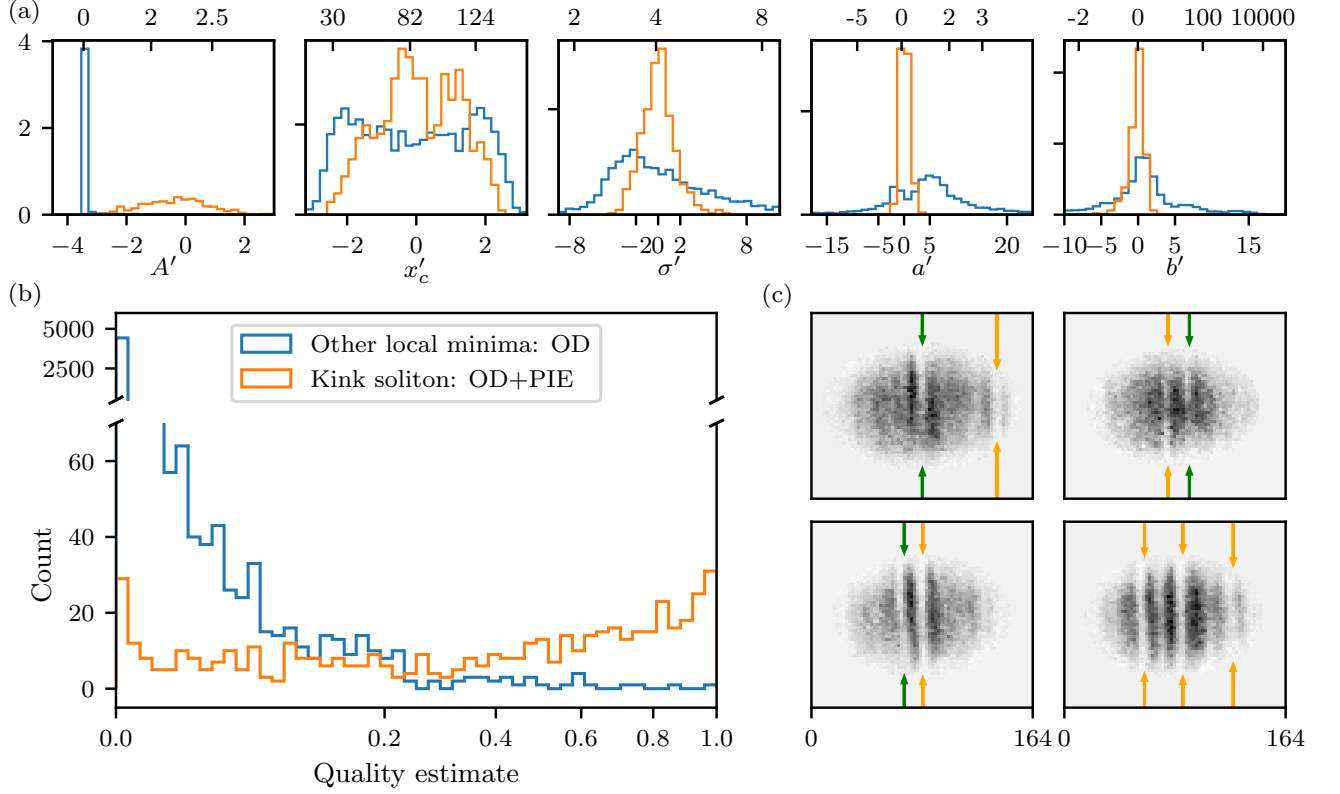 (a)
0 2 2.5
30 82 124
2 4 8
-5 0 2 3
-2 0 100 10000
4
2
0
−4 −2 0 2
−2 0 2
−8 −2 0 2 8
−15 −5 0 5 20
−10 −5 0 5 15
A′
x′c
σ′
a′
b′
(b)
(c)
5000
2500
60
40
20
0
Count
Other local minima: OD
Kink soliton: OD+PIE
0.0 0.2 0.4 0.6 0.8 1.0
Quality estimate
0 164
0 164